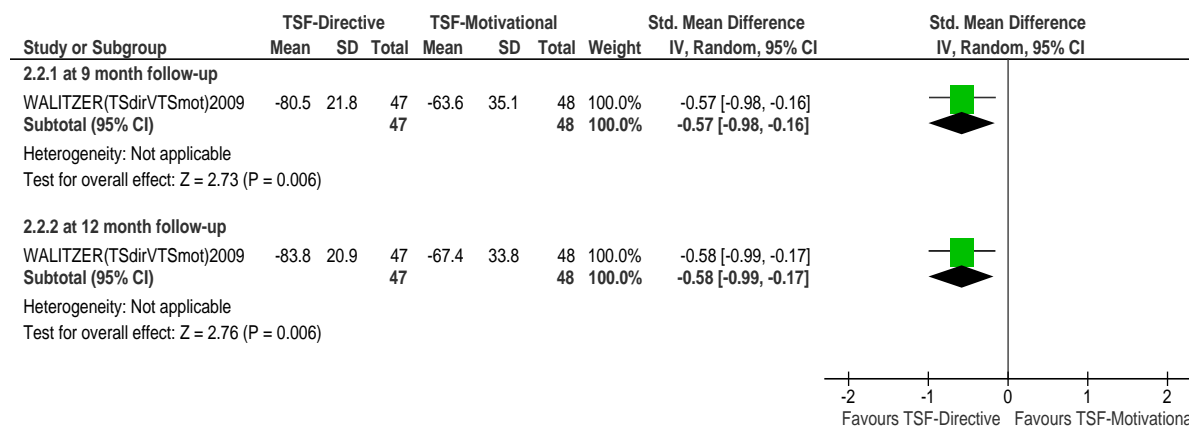 TSF-Directive TSF-Motivational Std. Mean Difference Std. Mean Difference
Study or Subgroup Mean SD Total Mean SD Total Weight IV, Random, 95% CI IV, Random, 95% CI
2.2.1 at 9 month follow-up
WALITZER(TSdirVTSmot)2009 -80.5 21.8 47 -63.6 35.1 48 100.0% -0.57 [-0.98, -0.16]
Subtotal (95% CI) 47 48 100.0% -0.57 [-0.98, -0.16]
Heterogeneity: Not applicable
Test for overall effect: Z = 2.73 (P = 0.006)
2.2.2 at 12 month follow-up
WALITZER(TSdirVTSmot)2009 -83.8 20.9 47 -67.4 33.8 48 100.0% -0.58 [-0.99, -0.17]
Subtotal (95% CI) 47 48 100.0% -0.58 [-0.99, -0.17]
Heterogeneity: Not applicable
Test for overall effect: Z = 2.76 (P = 0.006)
-2 -1 0 1 2
Favours TSF-Directive Favours TSF-Motivationa